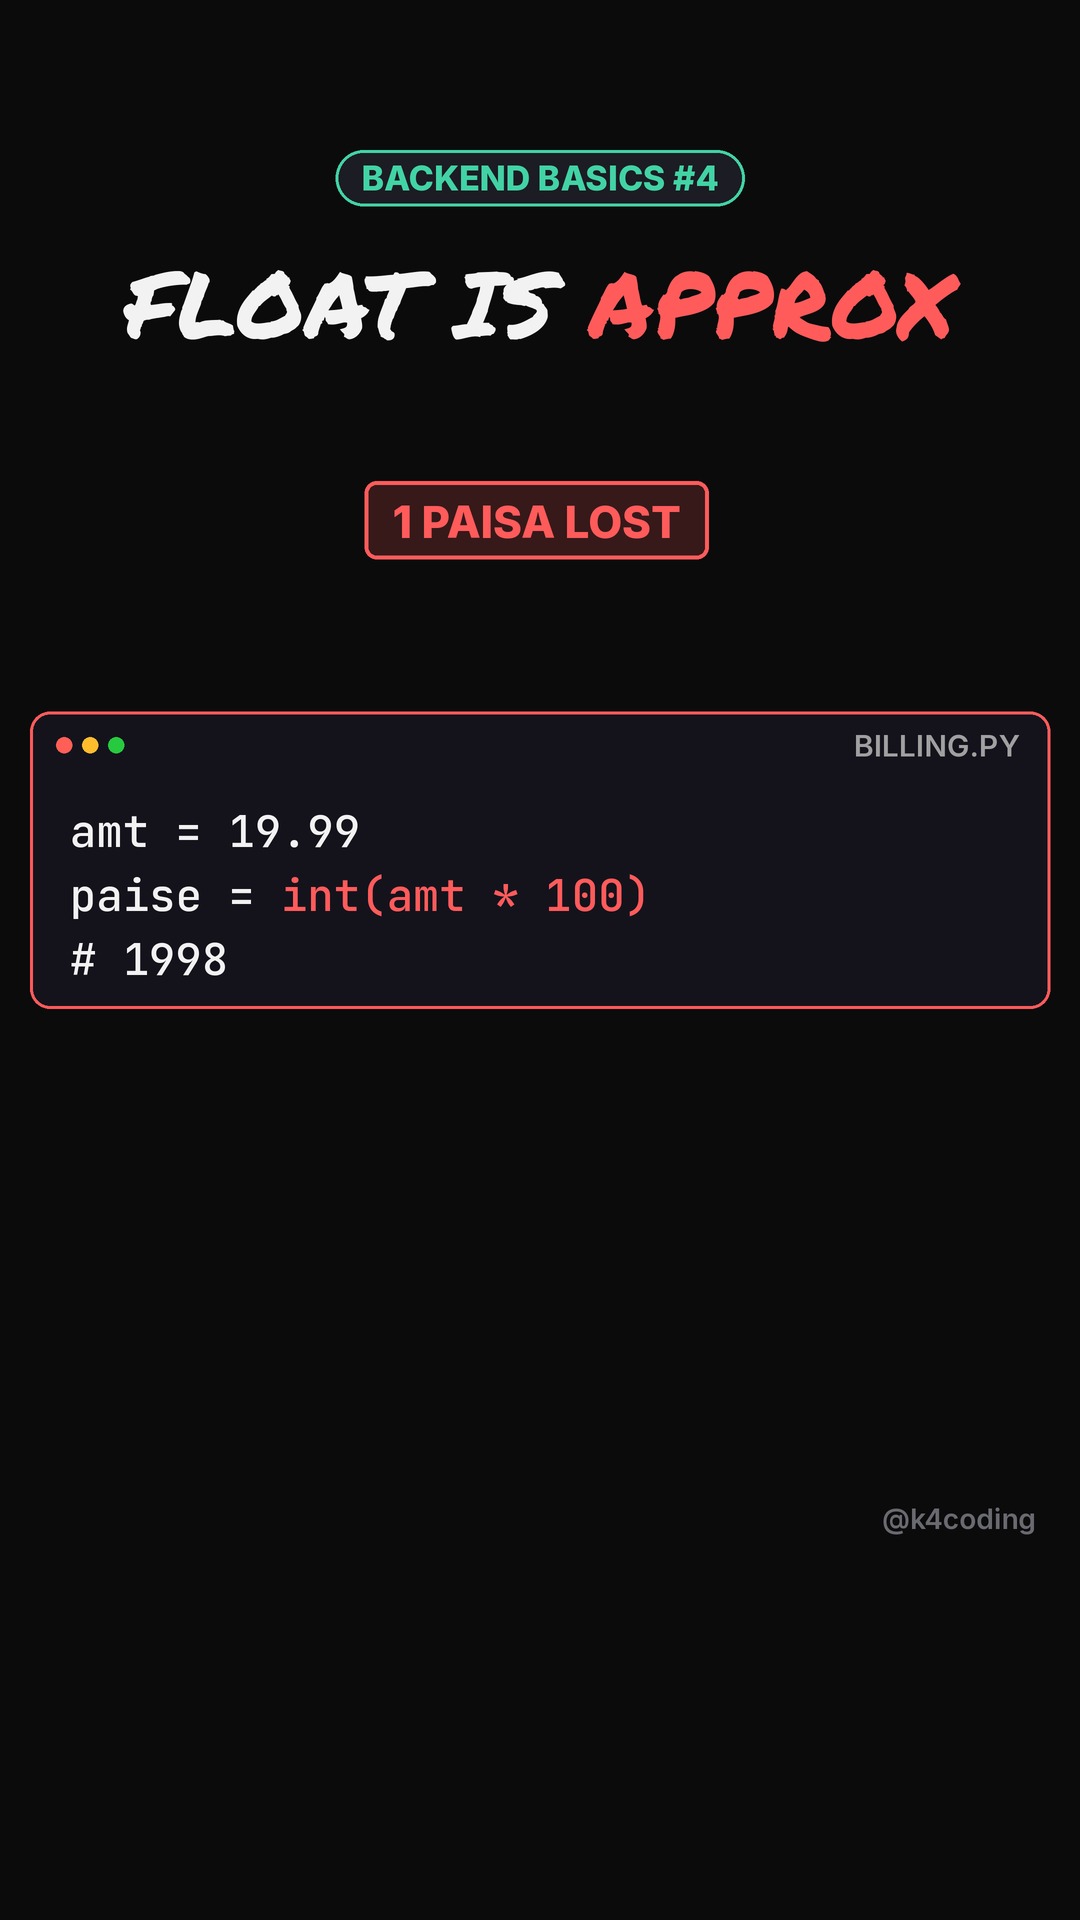 BACKEND BASICS #4
FLOAT IS APPROX
1 PAISA LOST
BILLING.PY
amt = 19.99
paise = int(amt * 100)
# 1998
@k4coding